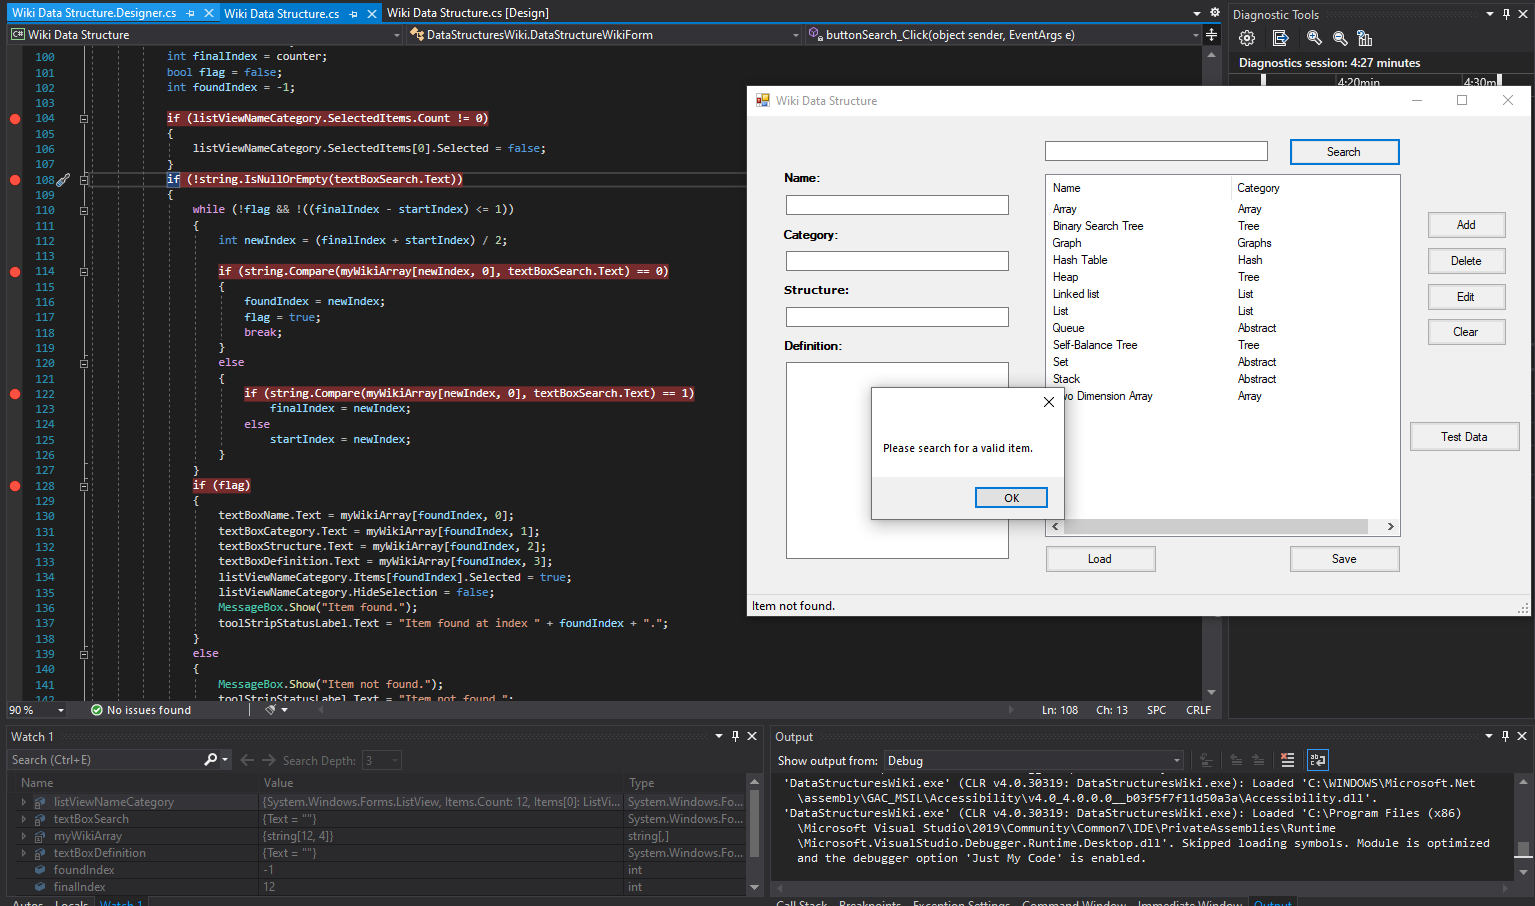 Wiki Data Structure.Designer.cs
Wiki Data Structure.cs
Wiki Data Structure.cs [Design]
C# Wiki Data Structure
DataStructuresWiki.DataStructureWikiForm
buttonSearch_Click(object sender, EventArgs e)
100 int finalIndex = counter;
101 bool flag = false;
102 int foundIndex = -1;
103
104 if (listViewNameCategory.SelectedItems.Count != 0)
105 {
106 listViewNameCategory.SelectedItems[0].Selected = false;
107 }
108 if (!string.IsNullOrEmpty(textBoxSearch.Text))
109 {
110 while (!flag && !((finalIndex - startIndex) <= 1))
111 {
112 int newIndex = (finalIndex + startIndex) / 2;
113
114 if (string.Compare(myWikiArray[newIndex, 0], textBoxSearch.Text) == 0)
115 {
116 foundIndex = newIndex;
117 flag = true;
118 break;
119 }
120 else
121 {
122 if (string.Compare(myWikiArray[newIndex, 0], textBoxSearch.Text) == 1)
123 finalIndex = newIndex;
124 else
125 startIndex = newIndex;
126 }
127 }
128 if (flag)
129 {
130 textBoxName.Text = myWikiArray[foundIndex, 0];
131 textBoxCategory.Text = myWikiArray[foundIndex, 1];
132 textBoxStructure.Text = myWikiArray[foundIndex, 2];
133 textBoxDefinition.Text = myWikiArray[foundIndex, 3];
134 listViewNameCategory.Items[foundIndex].Selected = true;
135 listViewNameCategory.HideSelection = false;
136 MessageBox.Show("Item found.");
137 toolStripStatusLabel.Text = "Item found at index " + foundIndex + ".";
138 }
139 else
140 {
141 MessageBox.Show("Item not found.");
142 toolStripStatusLabel.Text = "Item not found.";
90 %
No issues found
Ln: 108 Ch: 13 SPC CRLF
Diagnostic Tools
Diagnostics session: 4:27 minutes
4:20min 4:30m
Wiki Data Structure
Search
Name:
Category:
Structure:
Definition:
Name Category
Array Array
Binary Search Tree Tree
Graph Graphs
Hash Table Hash
Heap Tree
Linked list List
List List
Queue Abstract
Self-Balance Tree Tree
Set Abstract
Stack Abstract
wo Dimension Array Array
Add
Delete
Edit
Clear
Test Data
Load
Save
Item not found.
Please search for a valid item.
OK
Watch 1
Search (Ctrl+E)
Search Depth: 3
Name Value Type
listViewNameCategory {System.Windows.Forms.ListView, Items.Count: 12, Items[0]: ListVi... System.Windows.Fo...
textBoxSearch {Text = ""} System.Windows.Fo...
myWikiArray {string[12, 4]} string[,]
textBoxDefinition {Text = ""} System.Windows.Fo...
foundIndex -1 int
finalIndex 12 int
Autos Locals Watch 1
Output
Show output from: Debug
'DataStructuresWiki.exe' (CLR v4.0.30319: DataStructuresWiki.exe): Loaded 'C:\WINDOWS\Microsoft.Net
\assembly\GAC_MSIL\Accessibility\v4.0_4.0.0.0__b03f5f7f11d50a3a\Accessibility.dll'.
'DataStructuresWiki.exe' (CLR v4.0.30319: DataStructuresWiki.exe): Loaded 'C:\Program Files (x86)
\Microsoft Visual Studio\2019\Community\Common7\IDE\PrivateAssemblies\Runtime
\Microsoft.VisualStudio.Debugger.Runtime.Desktop.dll'. Skipped loading symbols. Module is optimized
and the debugger option 'Just My Code' is enabled.
Call Stack Breakpoints Exception Settings Command Window Immediate Window Output